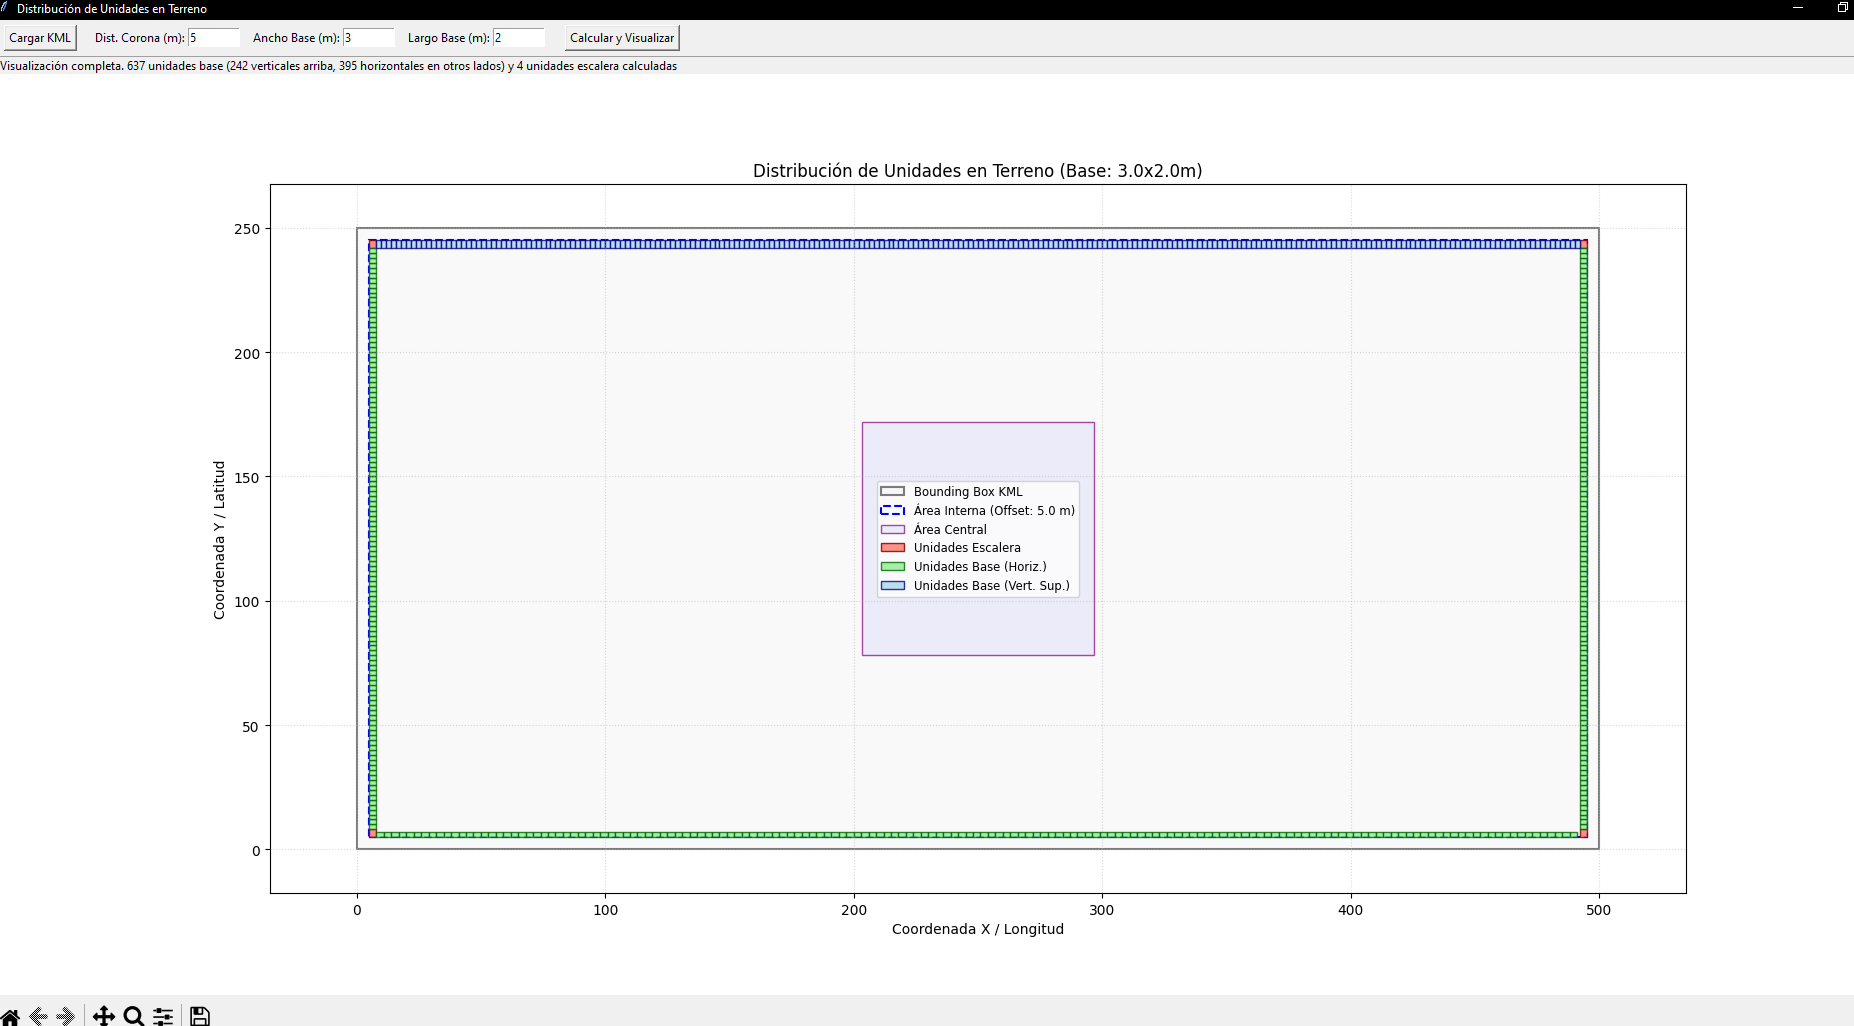 Distribución de Unidades en Terreno
Cargar KML Dist. Corona (m): 5 Ancho Base (m): 3 Largo Base (m): 2 Calcular y Visualizar
Visualización completa. 637 unidades base (242 verticales arriba, 395 horizontales en otros lados) y 4 unidades escalera calculadas
Distribución de Unidades en Terreno (Base: 3.0x2.0m)
250
200
150
100
50
0
Coordenada Y / Latitud
Bounding Box KML
Área Interna (Offset: 5.0 m)
Área Central
Unidades Escalera
Unidades Base (Horiz.)
Unidades Base (Vert. Sup.)
0 100 200 300 400 500
Coordenada X / Longitud